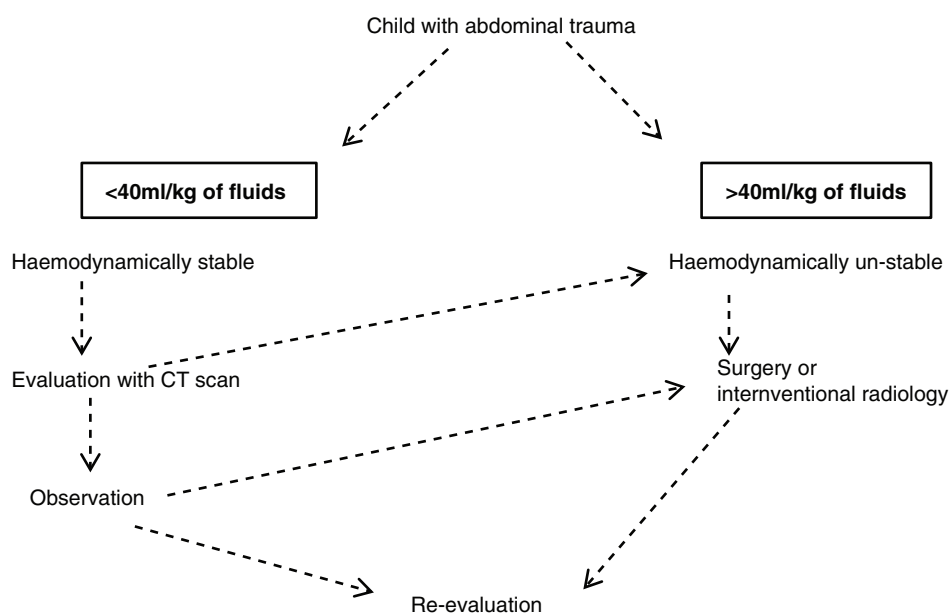 Child with abdominal trauma
<40ml/kg of fluids
>40ml/kg of fluids
Haemodynamically stable
Haemodynamically un-stable
Evaluation with CT scan
Surgery or
internventional radiology
Observation
Re-evaluation